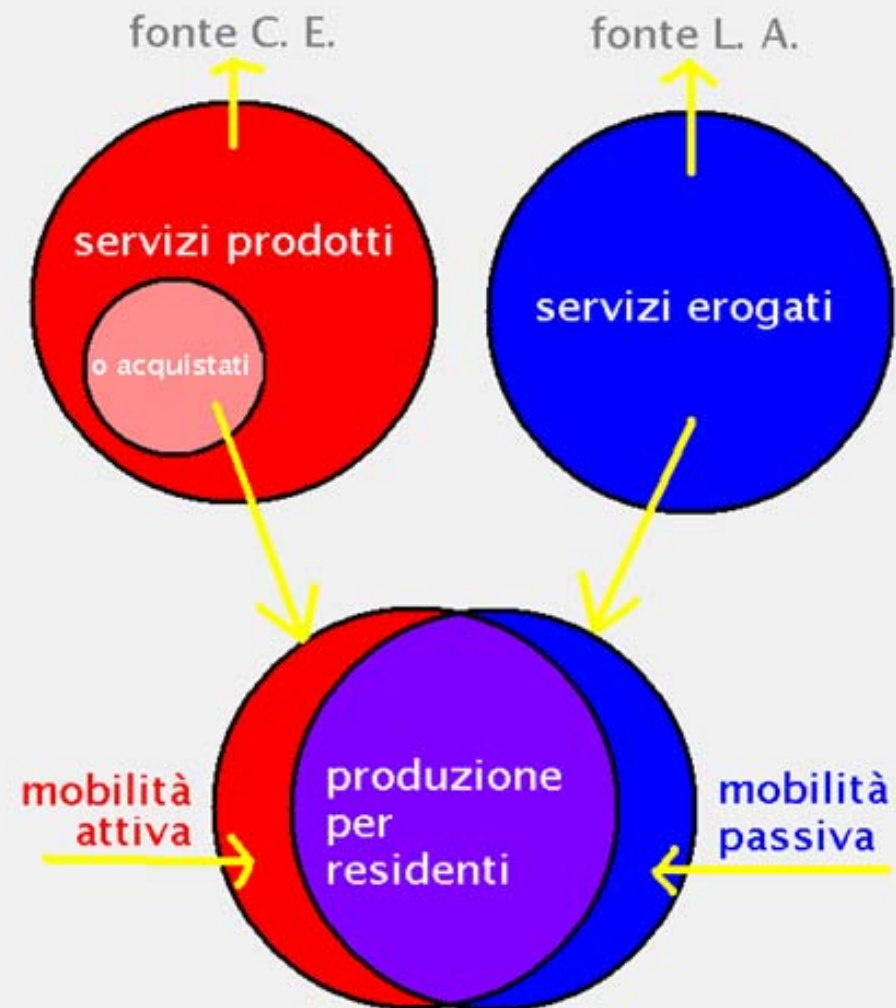 fonte C. E.
fonte L. A.
servizi prodotti
o acquistati
servizi erogati
mobilità
attiva
produzione
per
residenti
mobilità
passiva